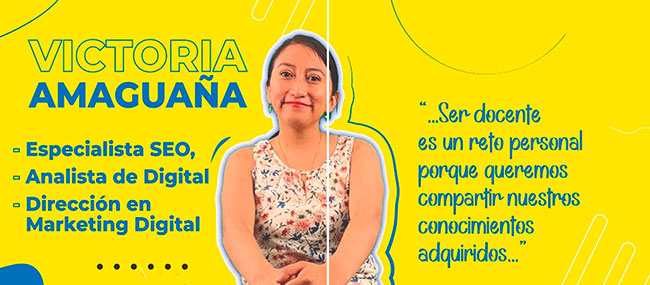 VICTORIA
AMAGUAÑA
- Especialista SEO,
- Analista de Digital
- Dirección en
Marketing Digital
“...Ser docente
es un reto personal
porque queremos
compartir nuestros
conocimientos
adquiridos...”